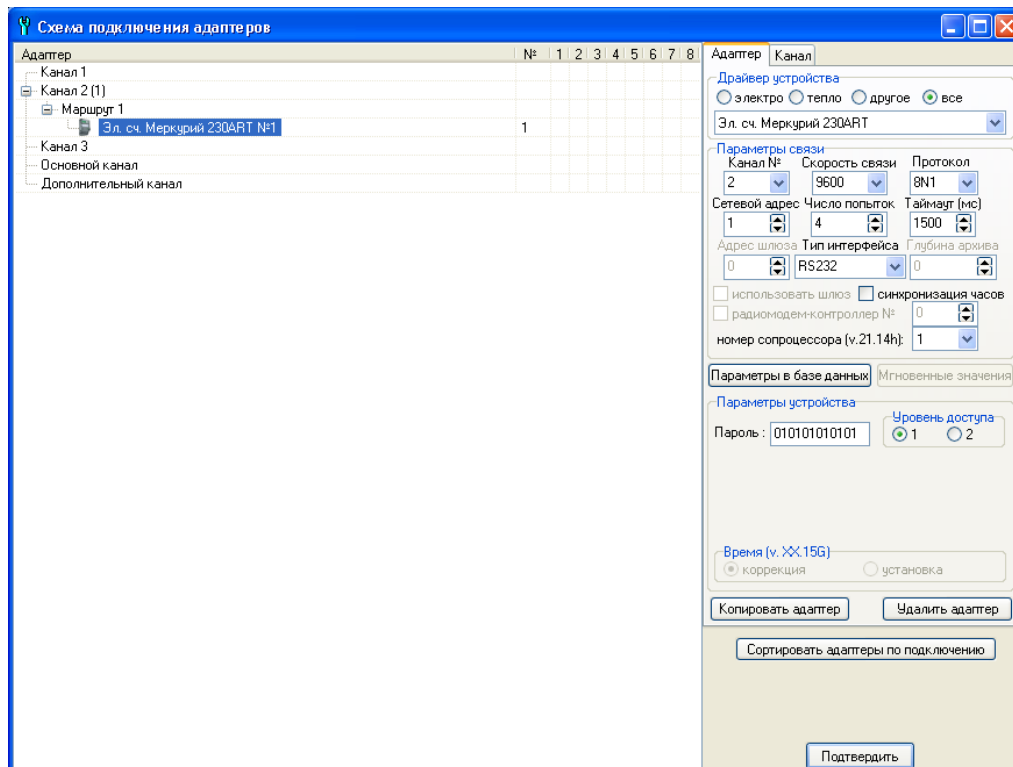 Схема подключения адаптеров
Адаптер № 1 2 3 4 5 6 7 8
Канал 1
Канал 2 (1)
Маршрут 1
Эл. сч. Меркурий 230ART №1 1
Канал 3
Основной канал
Дополнительный канал
Адаптер Канал
Драйвер устройства
электро тепло другое все
Эл. сч. Меркурий 230ART
Параметры связи
Канал № Скорость связи Протокол
2 9600 8N1
Сетевой адрес Число попыток Таймаут (мс)
1 4 1500
Адрес шлюза Тип интерфейса Глубина архива
0 RS232 0
использовать шлюз синхронизация часов
радиомодем-контроллер № 0
номер сопроцессора (v.21.14h): 1
Параметры в базе данных Мгновенные значения
Параметры устройства
Уровень доступа
Пароль : 010101010101 1 2
Время (v. XX.15G)
коррекция установка
Копировать адаптер Удалить адаптер
Сортировать адаптеры по подключению
Подтвердить